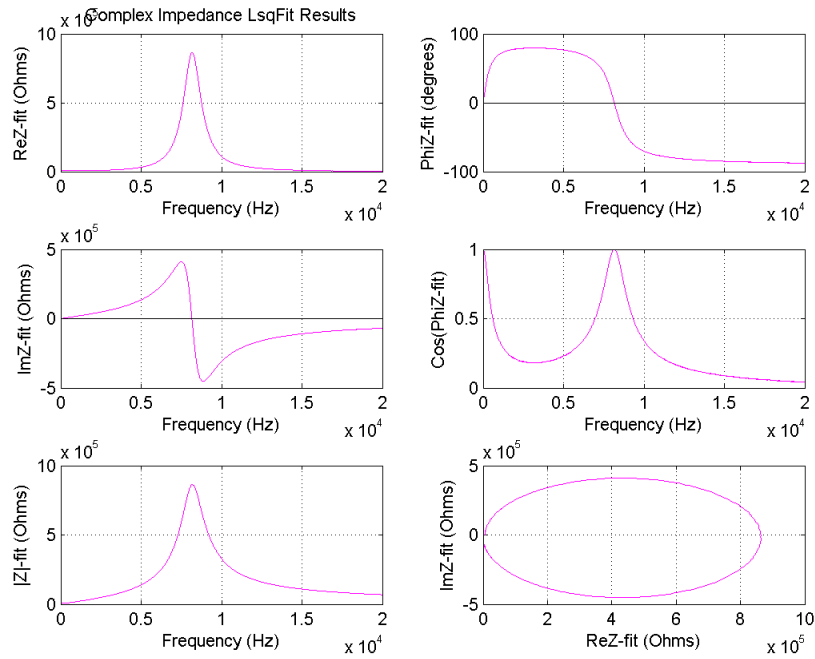 Complex Impedance LsqFit Results
x 10
10
5
0
ReZ-fit (Ohms)
0
0.5
1
1.5
2
Frequency (Hz)
x 10^4
100
0
-100
PhiZ-fit (degrees)
0
0.5
1
1.5
2
Frequency (Hz)
x 10^4
x 10^5
5
0
-5
ImZ-fit (Ohms)
0
0.5
1
1.5
2
Frequency (Hz)
x 10^4
1
0.5
0
Cos(PhiZ-fit)
0
0.5
1
1.5
2
Frequency (Hz)
x 10^4
x 10^5
10
5
0
|Z|-fit (Ohms)
0
0.5
1
1.5
2
Frequency (Hz)
x 10^4
x 10^5
5
0
-5
ImZ-fit (Ohms)
0
2
4
6
8
10
ReZ-fit (Ohms)
x 10^5